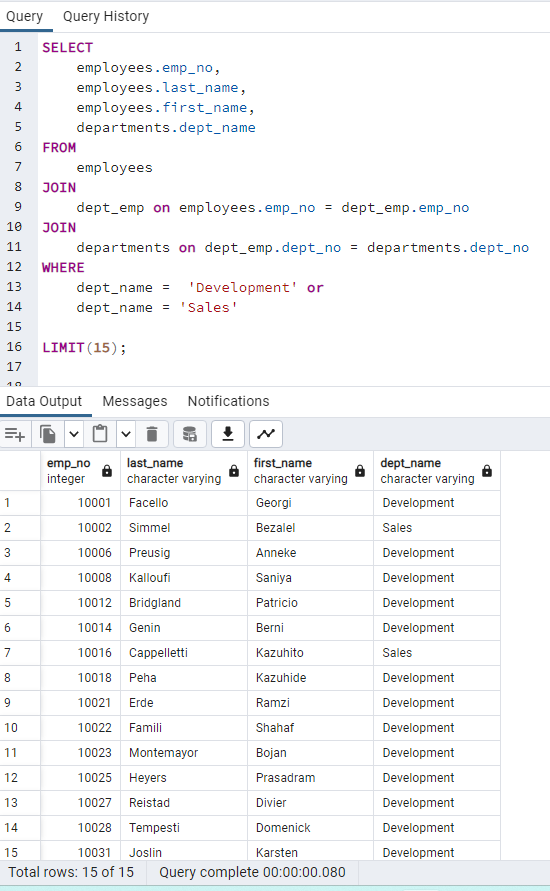 Query Query History
1 SELECT
2 employees.emp_no,
3 employees.last_name,
4 employees.first_name,
5 departments.dept_name
6 FROM
7 employees
8 JOIN
9 dept_emp on employees.emp_no = dept_emp.emp_no
10 JOIN
11 departments on dept_emp.dept_no = departments.dept_no
12 WHERE
13 dept_name =  'Development' or
14 dept_name = 'Sales'
15
16 LIMIT(15);
17
18
Data Output Messages Notifications
emp_no last_name first_name dept_name
integer character varying character varying character varying
1 10001 Facello Georgi Development
2 10002 Simmel Bezalel Sales
3 10006 Preusig Anneke Development
4 10008 Kalloufi Saniya Development
5 10012 Bridgland Patricio Development
6 10014 Genin Berni Development
7 10016 Cappelletti Kazuhito Sales
8 10018 Peha Kazuhide Development
9 10021 Erde Ramzi Development
10 10022 Famili Shahaf Development
11 10023 Montemayor Bojan Development
12 10025 Heyers Prasadram Development
13 10027 Reistad Divier Development
14 10028 Tempesti Domenick Development
15 10031 Joslin Karsten Development
Total rows: 15 of 15 Query complete 00:00:00.080